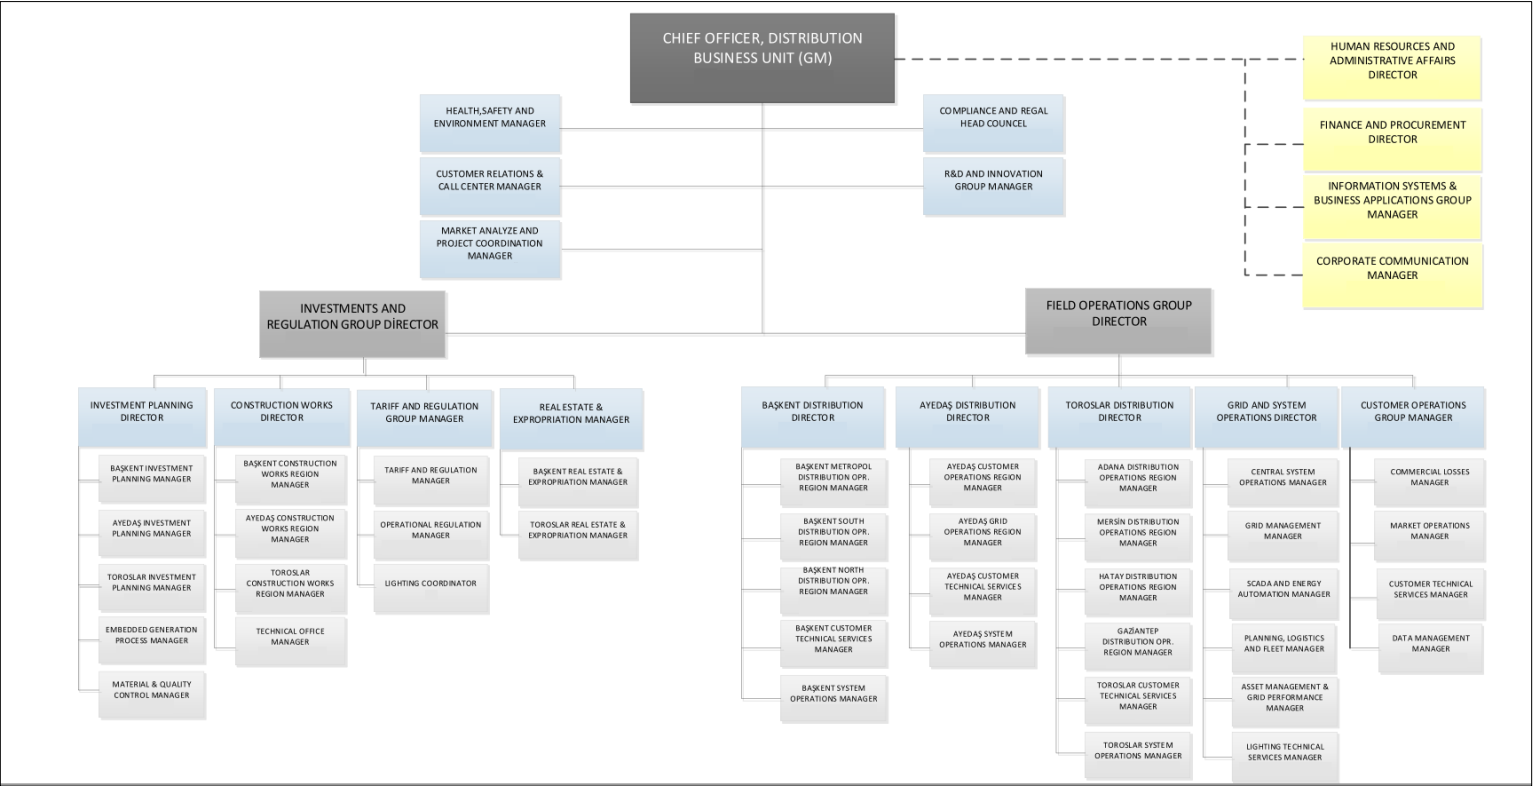 CHIEF OFFICER, DISTRIBUTION
BUSINESS UNIT (GM)
HUMAN RESOURCES AND
ADMINISTRATIVE AFFAIRS
DIRECTOR
FINANCE AND PROCUREMENT
DIRECTOR
INFORMATION SYSTEMS &
BUSINESS APPLICATIONS GROUP
MANAGER
CORPORATE COMMUNICATION
MANAGER
HEALTH,SAFETY AND
ENVIRONMENT MANAGER
COMPLIANCE AND REGAL
HEAD COUNCEL
CUSTOMER RELATIONS &
CALL CENTER MANAGER
R&D AND INNOVATION
GROUP MANAGER
MARKET ANALYZE AND
PROJECT COORDINATION
MANAGER
INVESTMENTS AND
REGULATION GROUP DİRECTOR
FIELD OPERATIONS GROUP
DIRECTOR
INVESTMENT PLANNING
DIRECTOR
BAŞKENT INVESTMENT
PLANNING MANAGER
AYEDAŞ INVESTMENT
PLANNING MANAGER
TOROSLAR INVESTMENT
PLANNING MANAGER
EMBEDDED GENERATION
PROCESS MANAGER
MATERIAL & QUALITY
CONTROL MANAGER
CONSTRUCTION WORKS
DIRECTOR
BAŞKENT CONSTRUCTION
WORKS REGION
MANAGER
AYEDAŞ CONSTRUCTION
WORKS REGION
MANAGER
TOROSLAR
CONSTRUCTION WORKS
REGION MANAGER
TECHNICAL OFFICE
MANAGER
TARIFF AND REGULATION
GROUP MANAGER
TARIFF AND REGULATION
MANAGER
OPERATIONAL REGULATION
MANAGER
LIGHTING COORDINATOR
REAL ESTATE &
EXPROPRIATION MANAGER
BAŞKENT REAL ESTATE &
EXPROPRIATION MANAGER
TOROSLAR REAL ESTATE &
EXPROPRIATION MANAGER
BAŞKENT DISTRIBUTION
DIRECTOR
BAŞKENT METROPOL
DISTRIBUTION OPR.
REGION MANAGER
BAŞKENT SOUTH
DISTRIBUTION OPR.
REGION MANAGER
BAŞKENT NORTH
DISTRIBUTION OPR.
REGION MANAGER
BAŞKENT CUSTOMER
TECHNICAL SERVICES
MANAGER
BAŞKENT SYSTEM
OPERATIONS MANAGER
AYEDAŞ DISTRIBUTION
DIRECTOR
AYEDAŞ CUSTOMER
OPERATIONS REGION
MANAGER
AYEDAŞ GRID
OPERATIONS REGION
MANAGER
AYEDAŞ CUSTOMER
TECHNICAL SERVICES
MANAGER
AYEDAŞ SYSTEM
OPERATIONS MANAGER
TOROSLAR DISTRIBUTION
DIRECTOR
ADANA DISTRIBUTION
OPERATIONS REGION
MANAGER
MERSİN DISTRIBUTION
OPERATIONS REGION
MANAGER
HATAY DISTRIBUTION
OPERATIONS REGION
MANAGER
GAZİANTEP
DISTRIBUTION OPR.
REGION MANAGER
TOROSLAR CUSTOMER
TECHNICAL SERVICES
MANAGER
TOROSLAR SYSTEM
OPERATIONS MANAGER
GRID AND SYSTEM
OPERATIONS DIRECTOR
CENTRAL SYSTEM
OPERATIONS MANAGER
GRID MANAGEMENT
MANAGER
SCADA AND ENERGY
AUTOMATION MANAGER
PLANNING, LOGISTICS
AND FLEET MANAGER
ASSET MANAGEMENT &
GRID PERFORMANCE
MANAGER
LIGHTING TECHNICAL
SERVICES MANAGER
CUSTOMER OPERATIONS
GROUP MANAGER
COMMERCIAL LOSSES
MANAGER
MARKET OPERATIONS
MANAGER
CUSTOMER TECHNICAL
SERVICES MANAGER
DATA MANAGEMENT
MANAGER